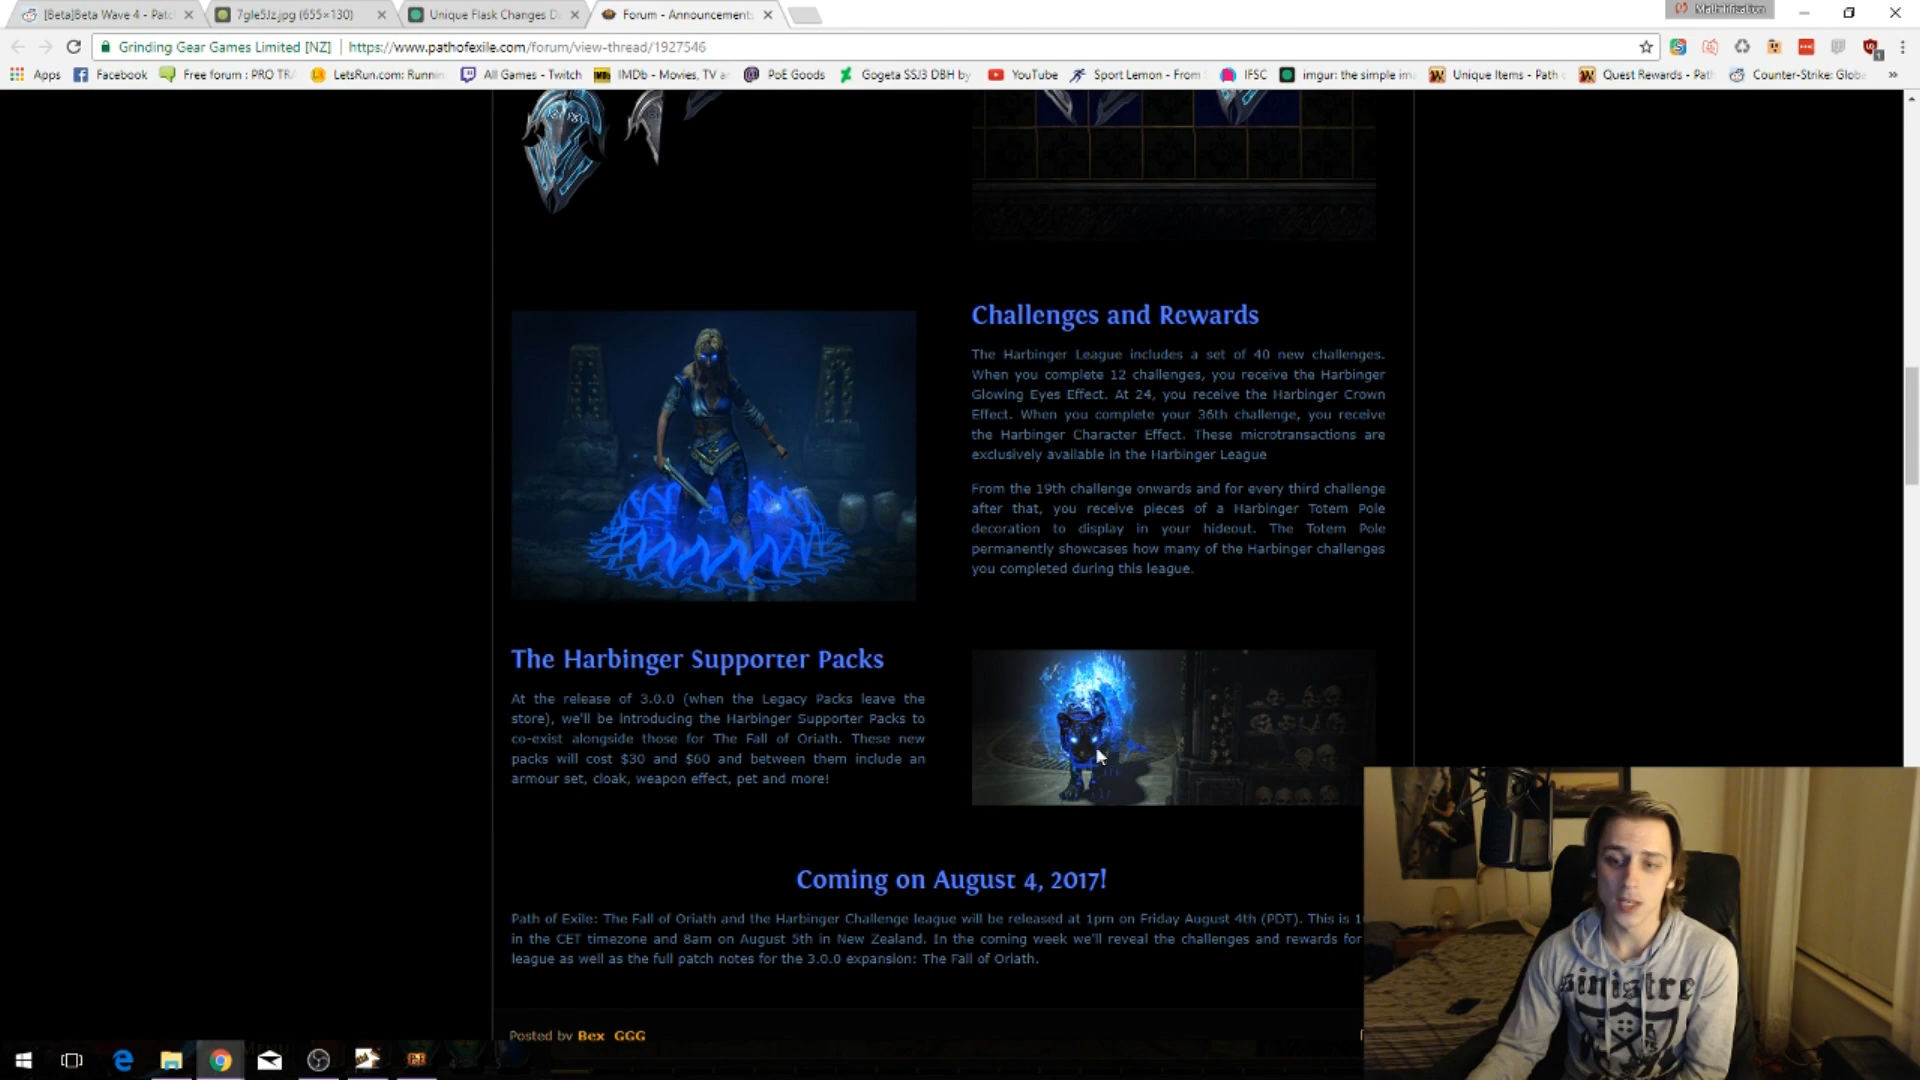 [Beta]Beta Wave 4 - Patc
7gle5Jz.jpg (655×130)
Unique Flask Changes D
Forum - Announcements
Grinding Gear Games Limited [NZ]
https://www.pathofexile.com/forum/view-thread/1927546
Apps
Facebook
Free forum : PRO TR
LetsRun.com: Runnin
All Games - Twitch
IMDb - Movies, TV a
PoE Goods
Gogeta SSJ3 DBH by
YouTube
Sport Lemon - From
IFSC
imgur: the simple im
Unique Items - Path
Quest Rewards - Pat
Counter-Strike: Glob
»
Challenges and Rewards
The Harbinger League includes a set of 40 new challenges.
When you complete 12 challenges, you receive the Harbinger
Glowing Eyes Effect. At 24, you receive the Harbinger Crown
Effect. When you complete your 36th challenge, you receive
the Harbinger Character Effect. These microtransactions are
exclusively available in the Harbinger League
From the 19th challenge onwards and for every third challenge
after that, you receive pieces of a Harbinger Totem Pole
decoration to display in your hideout. The Totem Pole
permanently showcases how many of the Harbinger challenges
you completed during this league.
The Harbinger Supporter Packs
At the release of 3.0.0 (when the Legacy Packs leave the
store), we'll be introducing the Harbinger Supporter Packs to
co-exist alongside those for The Fall of Oriath. These new
packs will cost $30 and $60 and between them include an
armour set, cloak, weapon effect, pet and more!
Coming on August 4, 2017!
Path of Exile: The Fall of Oriath and the Harbinger Challenge league will be released at 1pm on Friday August 4th (PDT). This is 1
in the CET timezone and 8am on August 5th in New Zealand. In the coming week we'll reveal the challenges and rewards for
league as well as the full patch notes for the 3.0.0 expansion: The Fall of Oriath.
Posted by Bex_GGG
sinistre